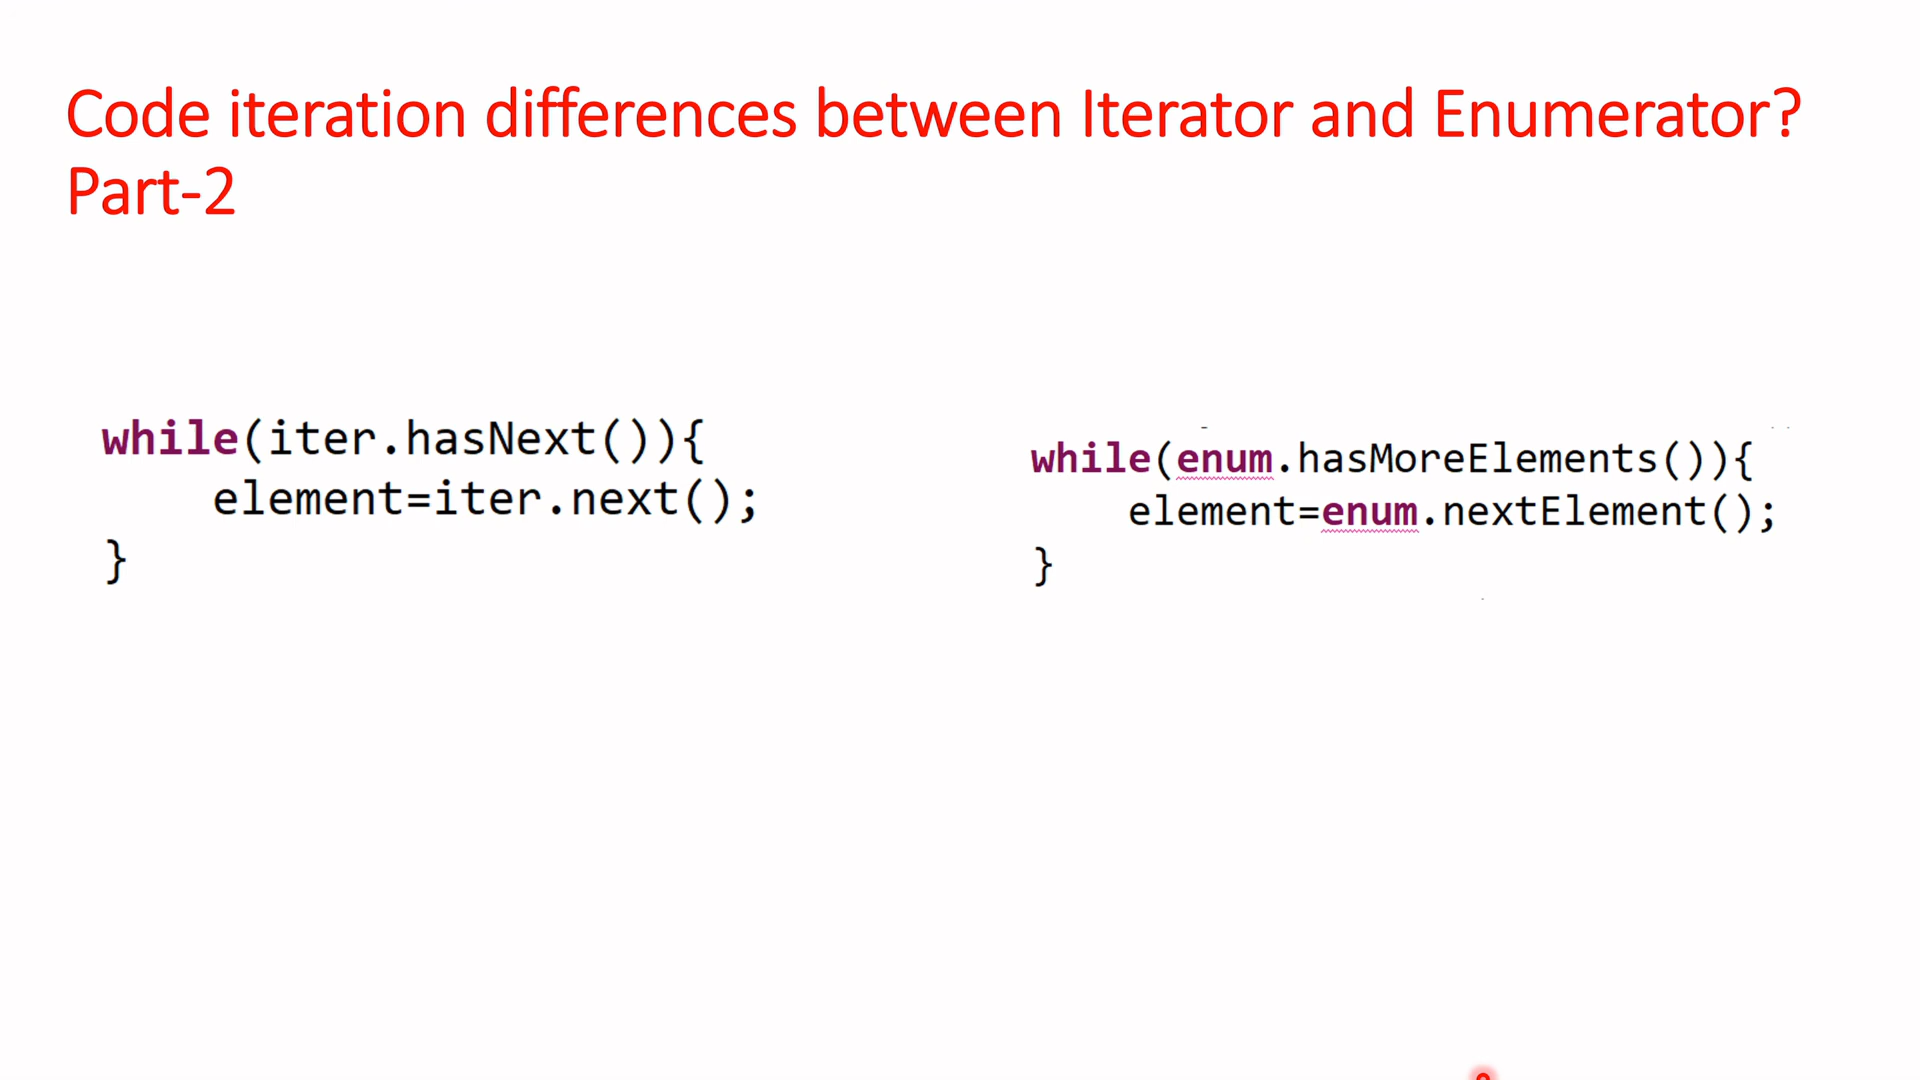 Code iteration differences between Iterator and Enumerator?
Part-2
while(iter.hasNext()){
element=iter.next();
}
while(enum.hasMoreElements()){
element=enum.nextElement();
}